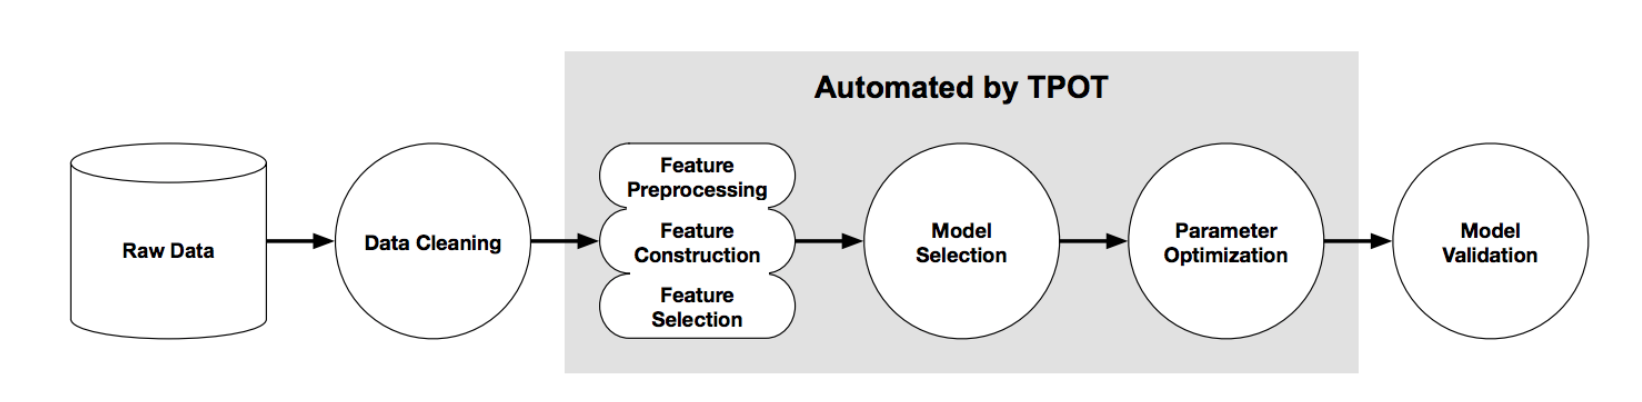 Automated by TPOT
Raw Data
Data Cleaning
Feature
Preprocessing
Feature
Construction
Feature
Selection
Model
Selection
Parameter
Optimization
Model
Validation